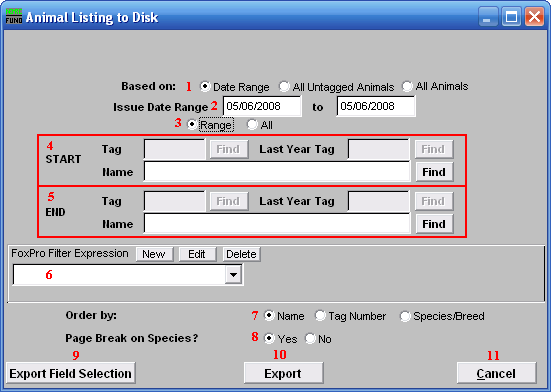 FUND Animal Listing to Disk
Based on: 1 Date Range All Untagged Animals All Animals
Issue Date Range 2 05/06/2008 to 05/06/2008
3 Range All
4 START Tag Find Last Year Tag Find
Name Find
5 END Tag Find Last Year Tag Find
Name Find
FoxPro Filter Expression New Edit Delete
6
Order by: 7 Name Tag Number Species/Breed
Page Break on Species? 8 Yes No
9 10 11
Export Field Selection Export Cancel